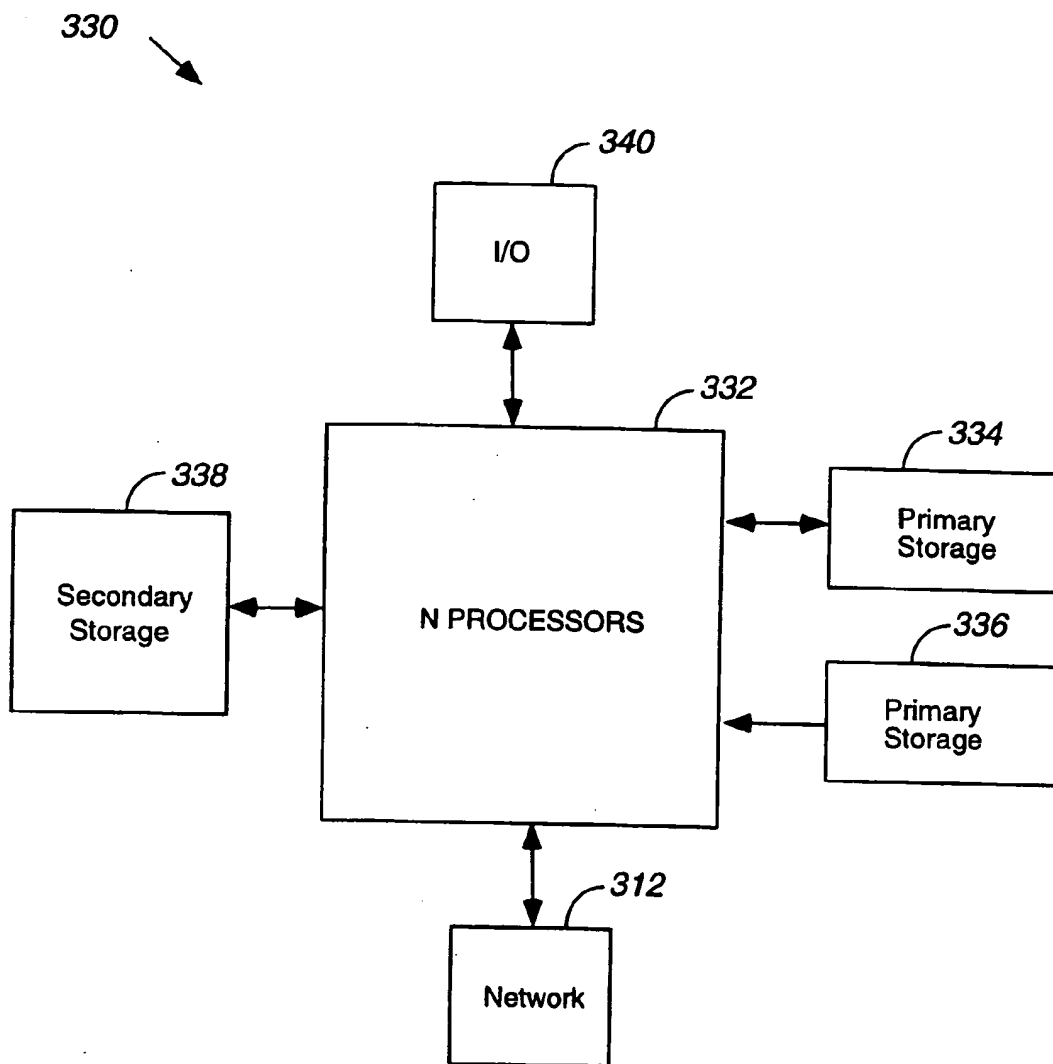 330
340
I/O
332
334
338
Primary
Storage
Secondary
Storage
N PROCESSORS
336
Primary
Storage
312
Network